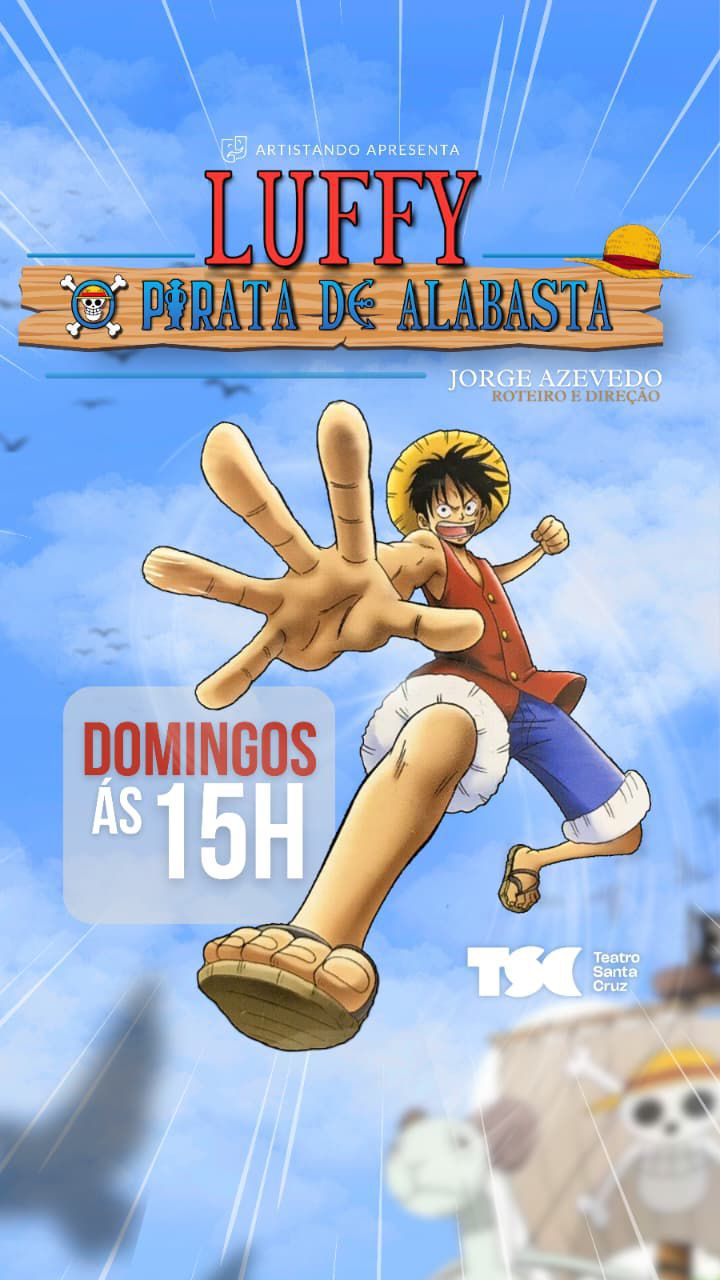 ARTISTANDO APRESENTA
LUFFY
PIRATA DE ALABASTA
JORGE AZEVEDO
ROTEIRO E DIREÇÃO
DOMINGOS
ÁS 15H
TSC
Teatro
Santa
Cruz